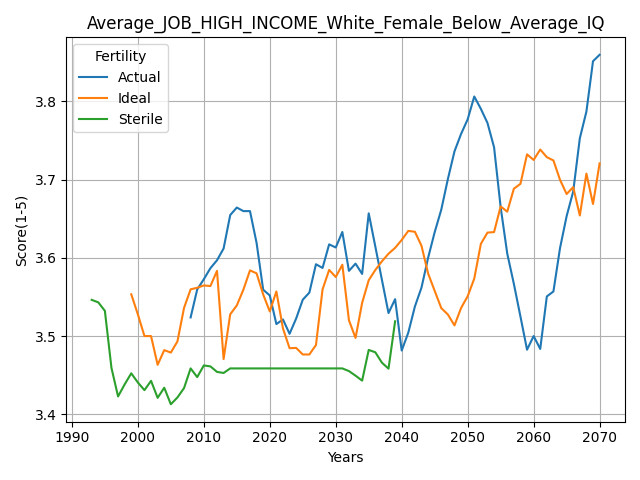 Average_JOB_HIGH_INCOME_White_Female_Below_Average_IQ
Fertility
Actual
Ideal
Sterile
Score(1-5)
3.8
3.7
3.6
3.5
3.4
1990 2000 2010 2020 2030 2040 2050 2060 2070
Years